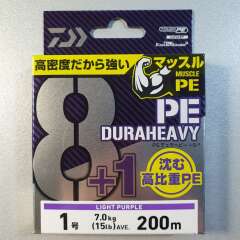 DAIWA
高密度だから強い
マッスル
MUSCLE
PE
PE
DURAHEAVY
8
+1
沈む
高比重PE
LIGHT PURPLE
1号
7.0kg
(15lb)AVE.
200m